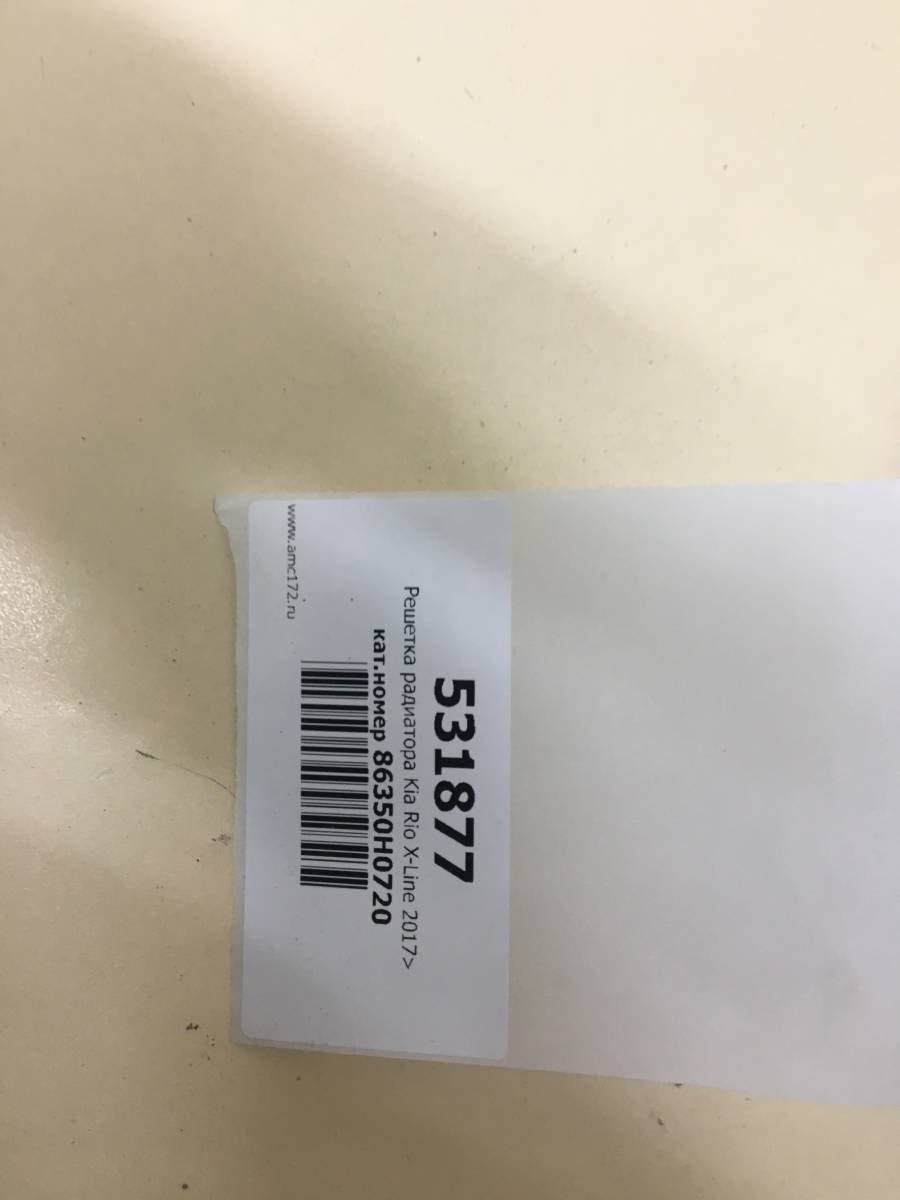 531877
Решетка радиатора Kia Rio X-Line 2017>
кат.номер 86350H0720
www.amc172.ru